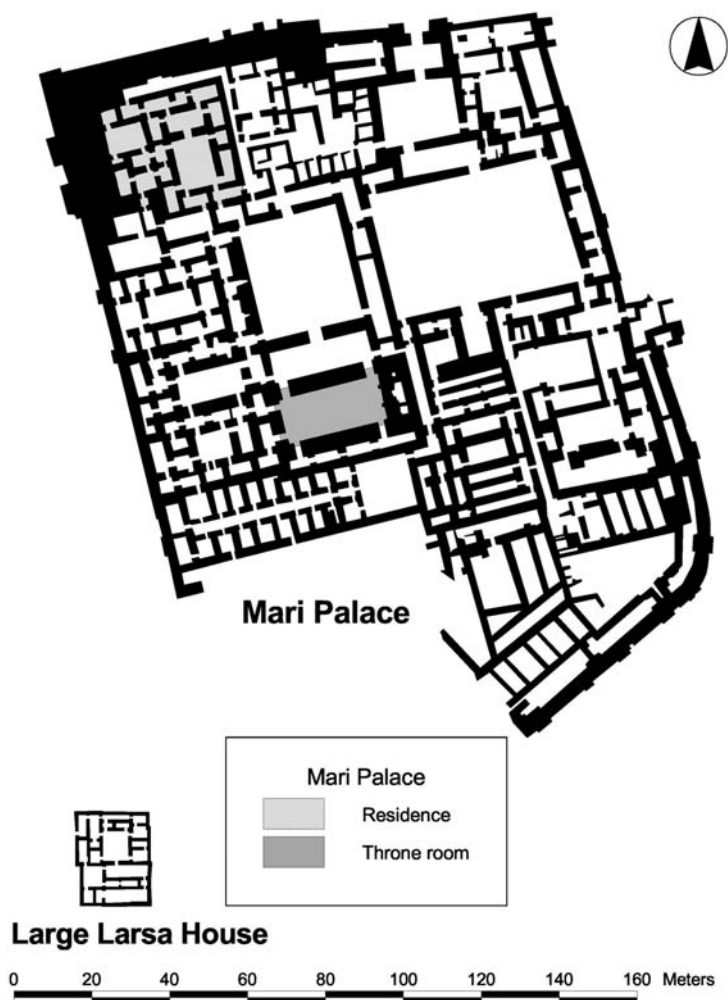 Mari Palace
Mari Palace
Residence
Throne room
Large Larsa House
0 20 40 60 80 100 120 140 160 Meters